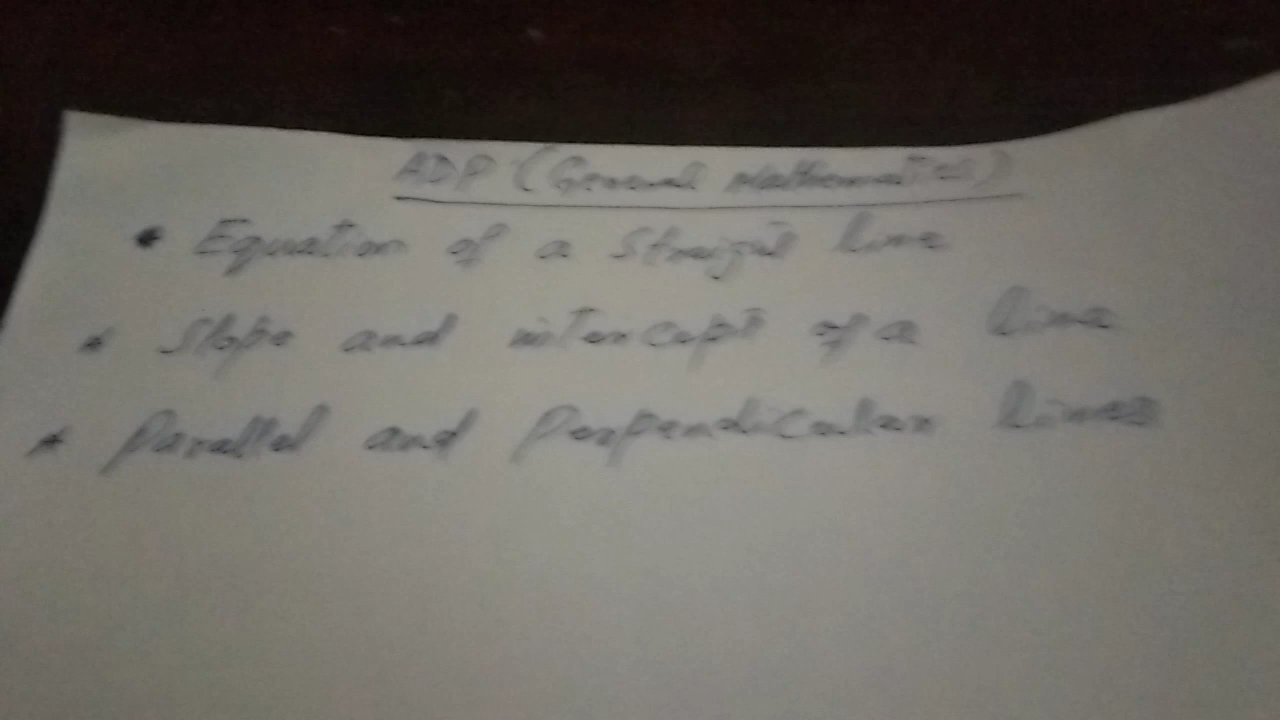 ADP (General Mathematics)
* Equation of a Straight line
* Slope and intercept of a line
* Parallel and Perpendicular lines